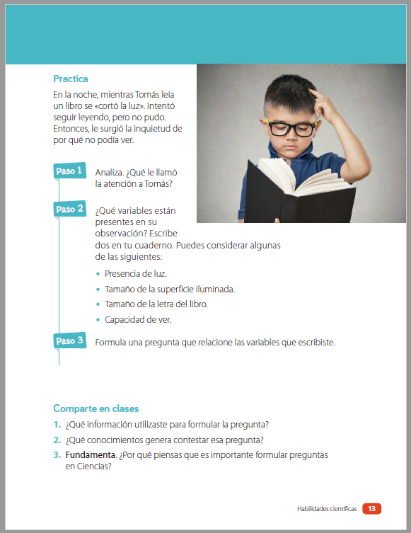 Practica
En la noche, mientras Tomás leía
un libro se «cortó la luz». Intentó
seguir leyendo, pero no pudo.
Entonces, le surgió la inquietud de
por qué no podía ver.
Paso 1
Analiza. ¿Qué le llamó
la atención a Tomás?
Paso 2
¿Qué variables están
presentes en su
observación? Escribe
dos en tu cuaderno. Puedes considerar algunas
de las siguientes:
• Presencia de luz.
• Tamaño de la superficie iluminada.
• Tamaño de la letra del libro.
• Capacidad de ver.
Paso 3
Formula una pregunta que relacione las variables que escribiste.
Comparte en clases
1. ¿Qué información utilizaste para formular la pregunta?
2. ¿Qué conocimientos genera contestar esa pregunta?
3. Fundamenta. ¿Por qué piensas que es importante formular preguntas
en Ciencias?
Habilidades científicas 13